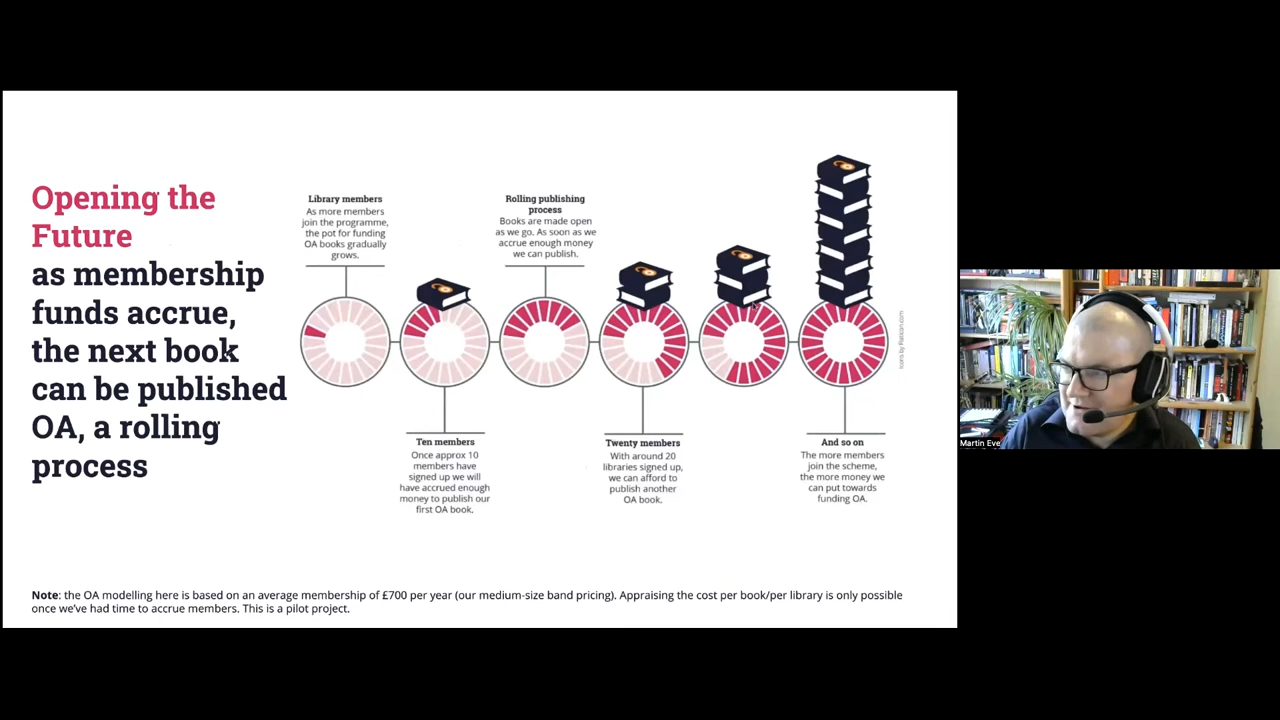 Opening the
Future
as membership
funds accrue,
the next book
can be published
OA, a rolling
process
Library members
As more members
join the programme,
the pot for funding
OA books gradually
grows.
Rolling publishing
process
Books are made open
as we go. As soon as we
accrue enough money
we can publish.
Ten members
Once approx 10
members have
signed up we will
have accrued enough
money to publish our
first OA book.
Twenty members
With around 20
libraries signed up,
we can afford to
publish another
OA book.
And so on
The more members
join the scheme,
the more money we
can put towards
funding OA.
Icons by Flaticon.com
Note: the OA modelling here is based on an average membership of £700 per year (our medium-size band pricing). Appraising the cost per book/per library is only possible
once we've had time to accrue members. This is a pilot project.
Martin Eve